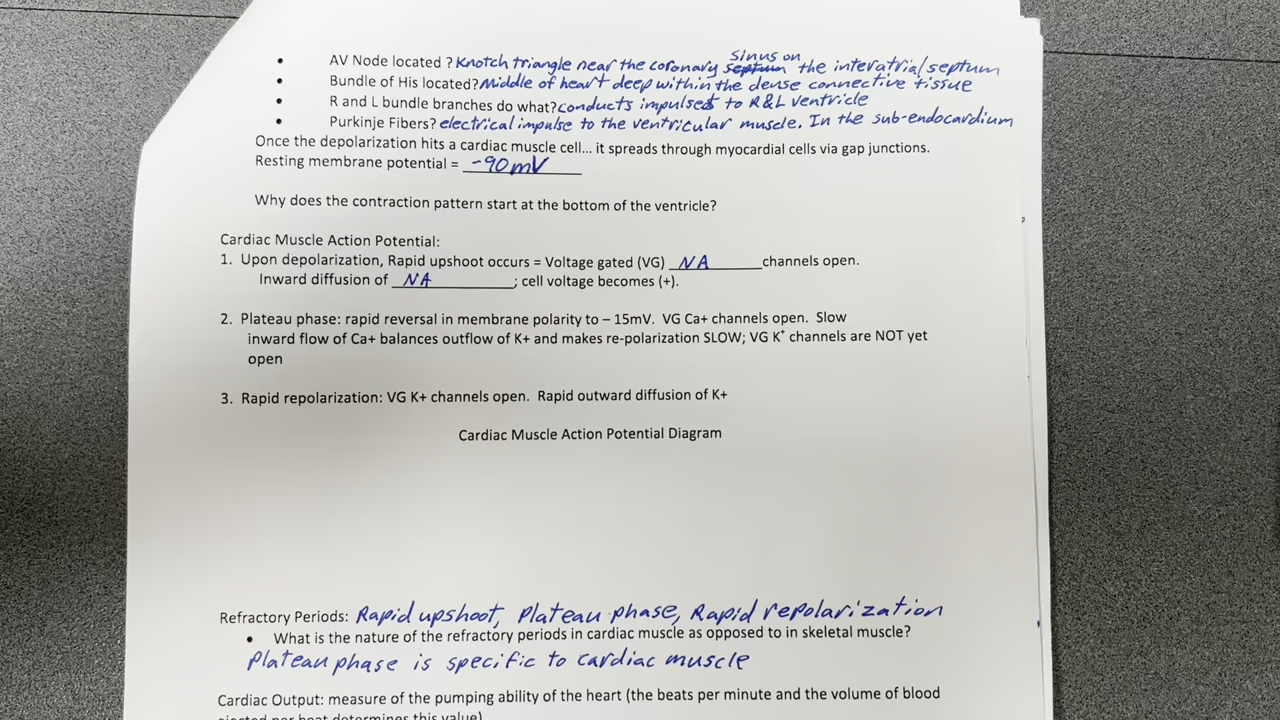 • AV Node located ? Knotch triangle near the coronary septum sinus on the interatrial septum
• Bundle of His located? Middle of heart deep within the dense connective tissue
• R and L bundle branches do what? conducts impulses to R&L ventricle
• Purkinje Fibers? electrical impulse to the ventricular muscle. In the sub-endocardium
Once the depolarization hits a cardiac muscle cell... it spreads through myocardial cells via gap junctions.
Resting membrane potential = -90mV
Why does the contraction pattern start at the bottom of the ventricle?
Cardiac Muscle Action Potential:
1. Upon depolarization, Rapid upshoot occurs = Voltage gated (VG) NA channels open.
Inward diffusion of NA; cell voltage becomes (+).
2. Plateau phase: rapid reversal in membrane polarity to – 15mV. VG Ca+ channels open. Slow
inward flow of Ca+ balances outflow of K+ and makes re-polarization SLOW; VG K⁺ channels are NOT yet
open
3. Rapid repolarization: VG K+ channels open. Rapid outward diffusion of K+
Cardiac Muscle Action Potential Diagram
Refractory Periods: Rapid upshoot, Plateau phase, Rapid repolarization
• What is the nature of the refractory periods in cardiac muscle as opposed to in skeletal muscle?
Plateau phase is specific to cardiac muscle
Cardiac Output: measure of the pumping ability of the heart (the beats per minute and the volume of blood
ejected per beat determines this value)